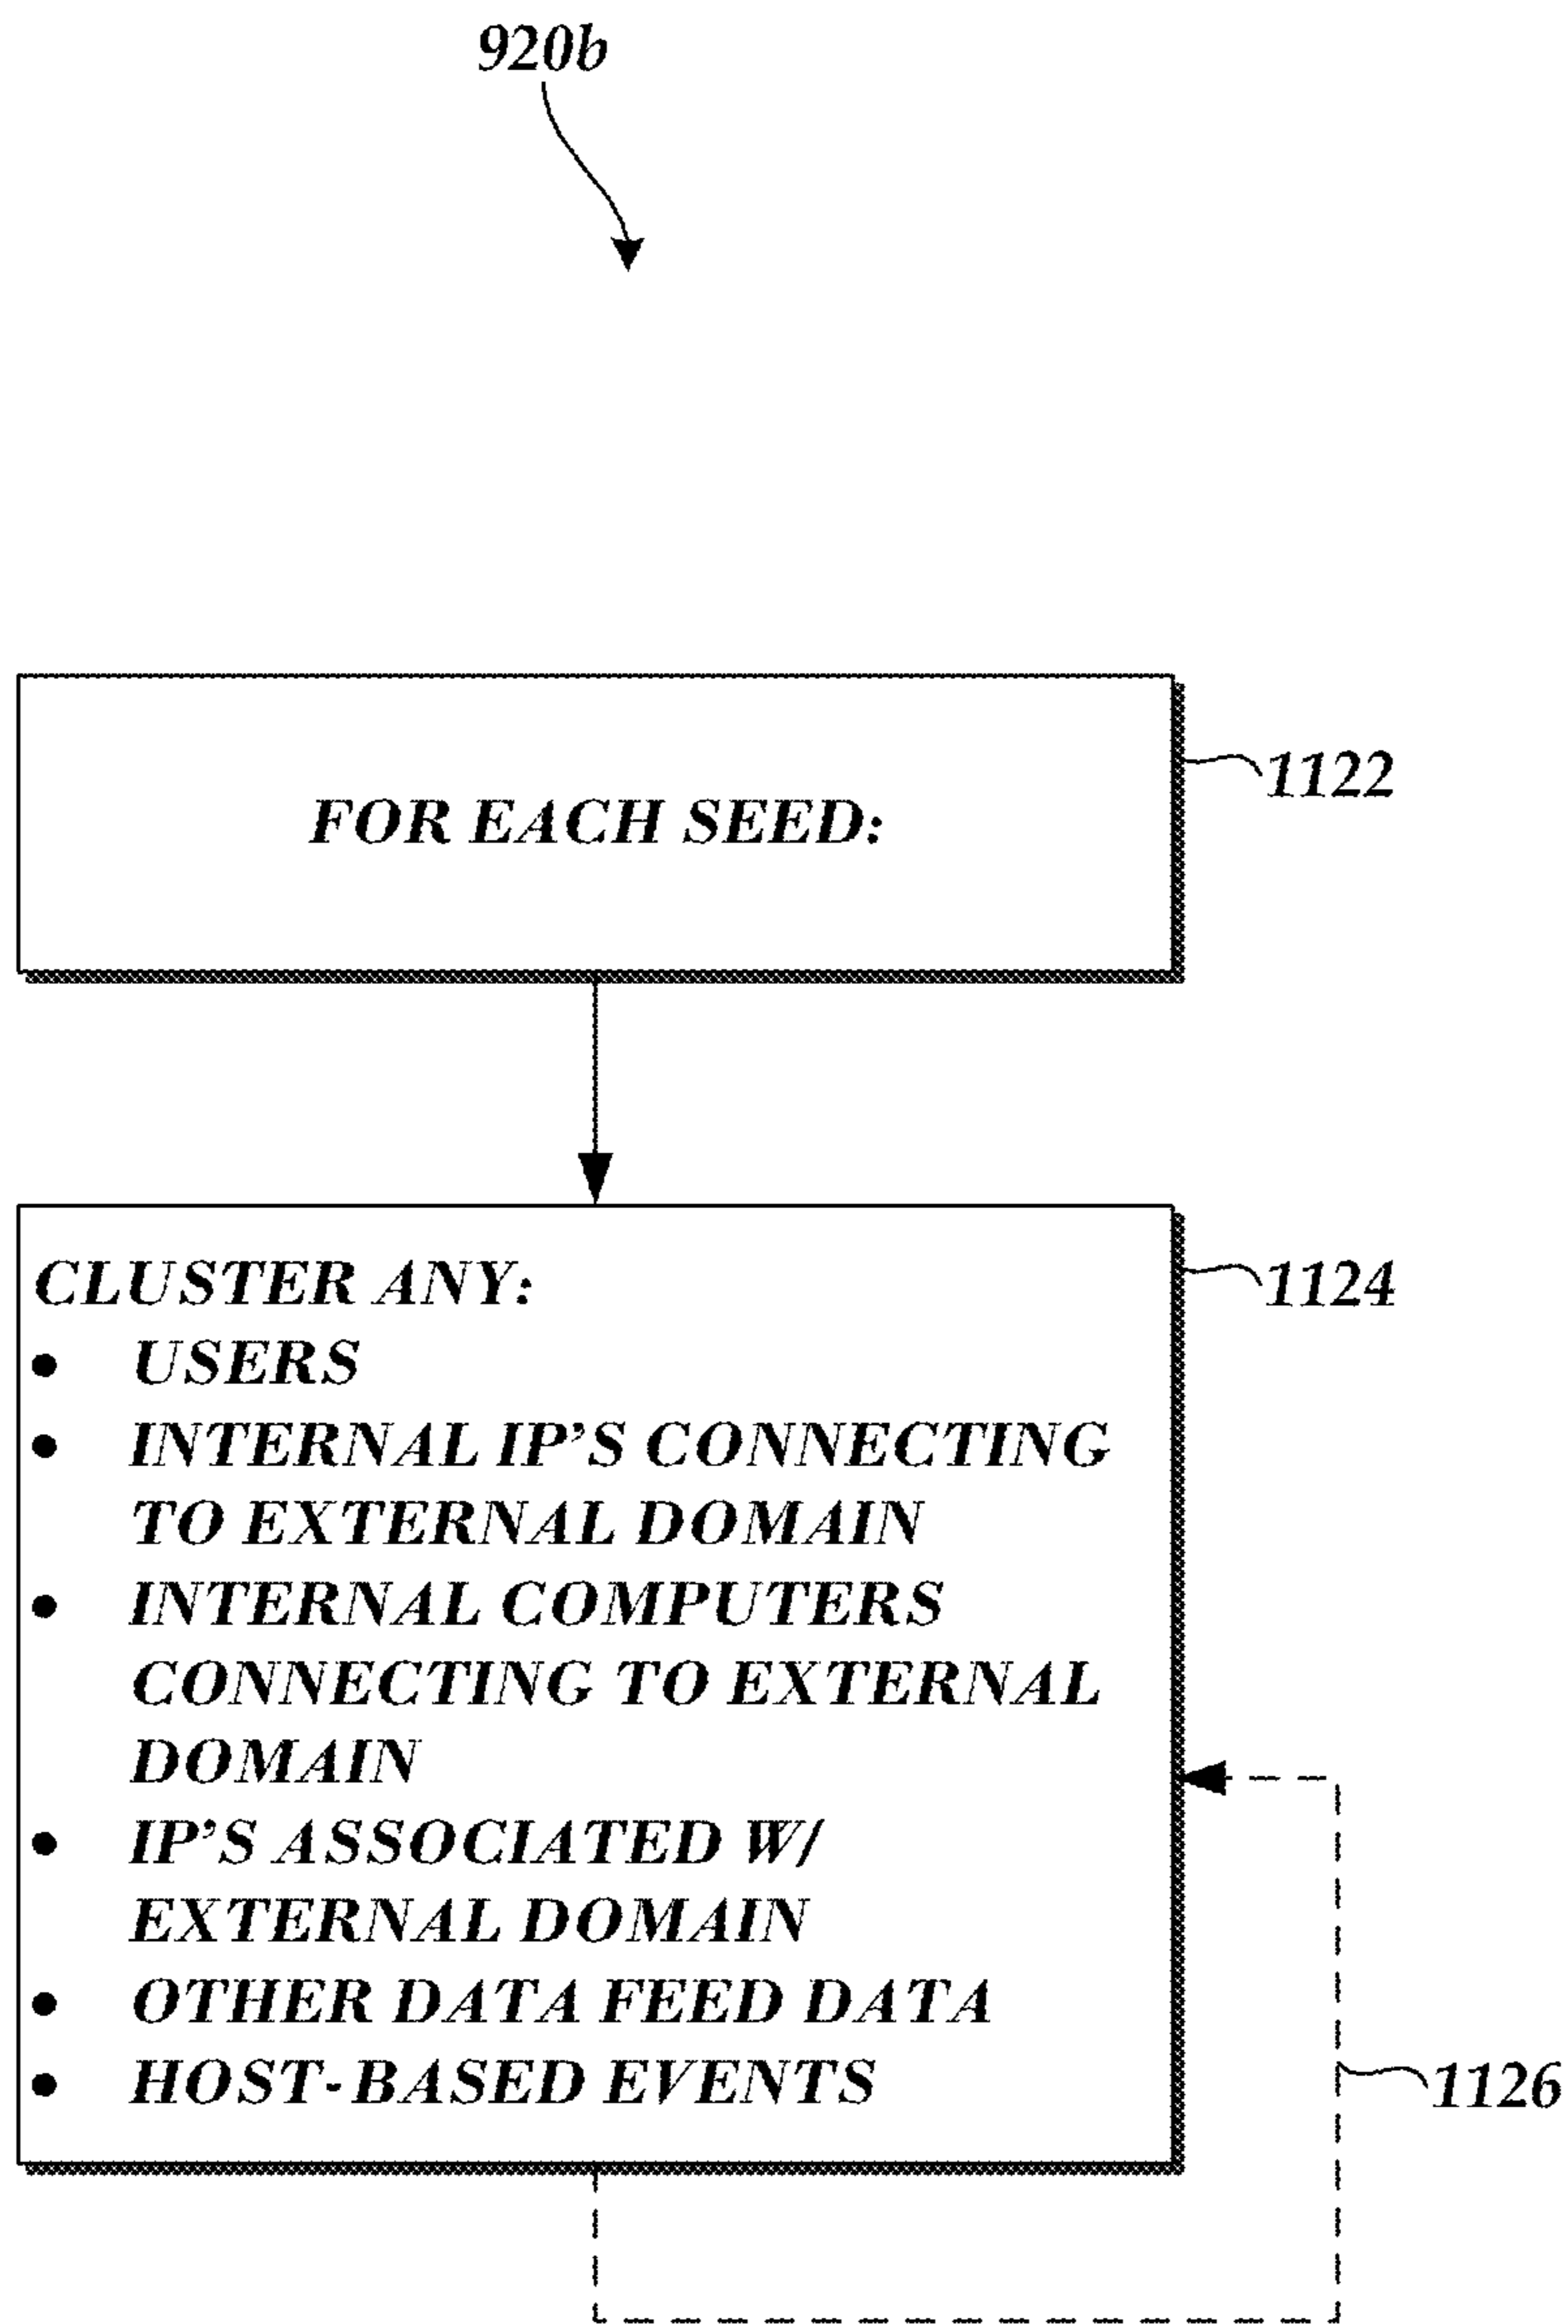 920b
FOR EACH SEED:
1122
CLUSTER ANY:
1124
• USERS
• INTERNAL IP’S CONNECTING
TO EXTERNAL DOMAIN
• INTERNAL COMPUTERS
CONNECTING TO EXTERNAL
DOMAIN
• IP’S ASSOCIATED W/
EXTERNAL DOMAIN
• OTHER DATA FEED DATA
• HOST-BASED EVENTS
1126